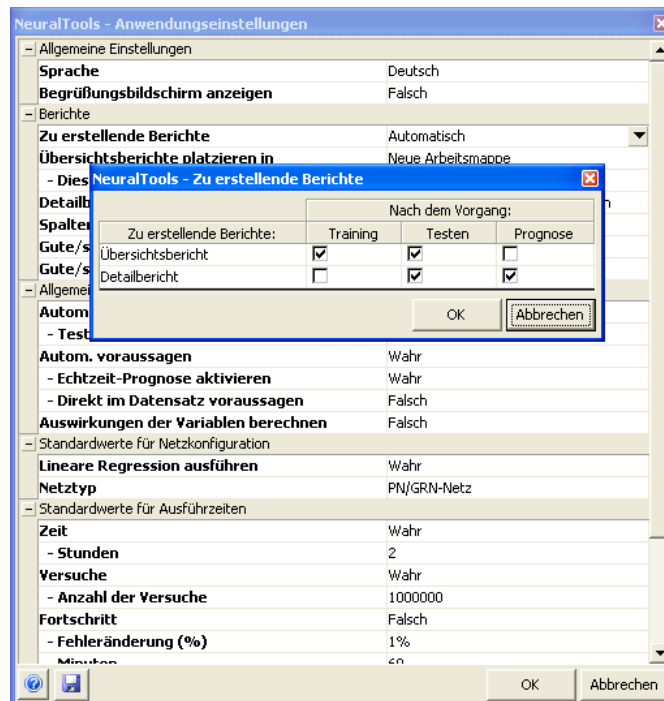 NeuralTools - Anwendungseinstellungen
Allgemeine Einstellungen
Sprache Deutsch
Begrüßungsbildschirm anzeigen Falsch
Berichte
Zu erstellende Berichte Automatisch
Übersichtsberichte platzieren in Neue Arbeitsmappe
- Dies
Detailb
Spalten
Gute/s
Gute/s
NeuralTools - Zu erstellende Berichte
Nach dem Vorgang:
Zu erstellende Berichte: Training Testen Prognose
Übersichtsbericht
Detailbericht
OK Abbrechen
Allgemei
Autom
- Test
Autom. voraussagen Wahr
- Echtzeit-Prognose aktivieren Wahr
- Direkt im Datensatz voraussagen Falsch
Auswirkungen der Variablen berechnen Falsch
Standardwerte für Netzkonfiguration
Lineare Regression ausführen Wahr
Netztyp PN/GRN-Netz
Standardwerte für Ausführzeiten
Zeit Wahr
- Stunden 2
Versuche Wahr
- Anzahl der Versuche 1000000
Fortschritt Falsch
- Fehleränderung (%) 1%
- Minuten 60
OK Abbrechen